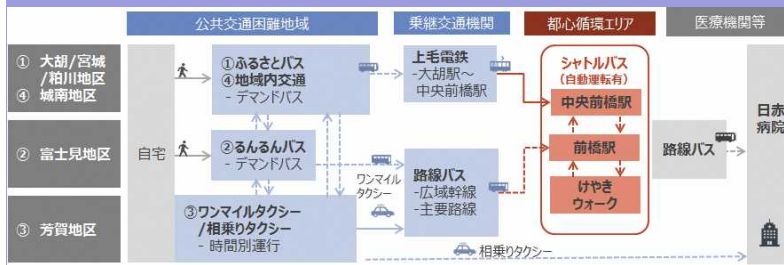 公共交通困難地域
乗継交通機関
都心循環エリア
医療機関等
① 大胡/宮城
/粕川地区
④ 城南地区
② 富士見地区
③ 芳賀地区
自宅
①ふるさとバス
④地域内交通
- デマンドバス
②るんるんバス
- デマンドバス
③ワンマイルタクシー
/相乗りタクシー
- 時間別運行
ワンマイル
タクシー
上毛電鉄
-大胡駅～
中央前橋駅
路線バス
-広域幹線
-主要路線
シャトルバス
(自動運転有)
中央前橋駅
前橋駅
けやき
ウォーク
路線バス
日赤
病院
相乗りタクシー